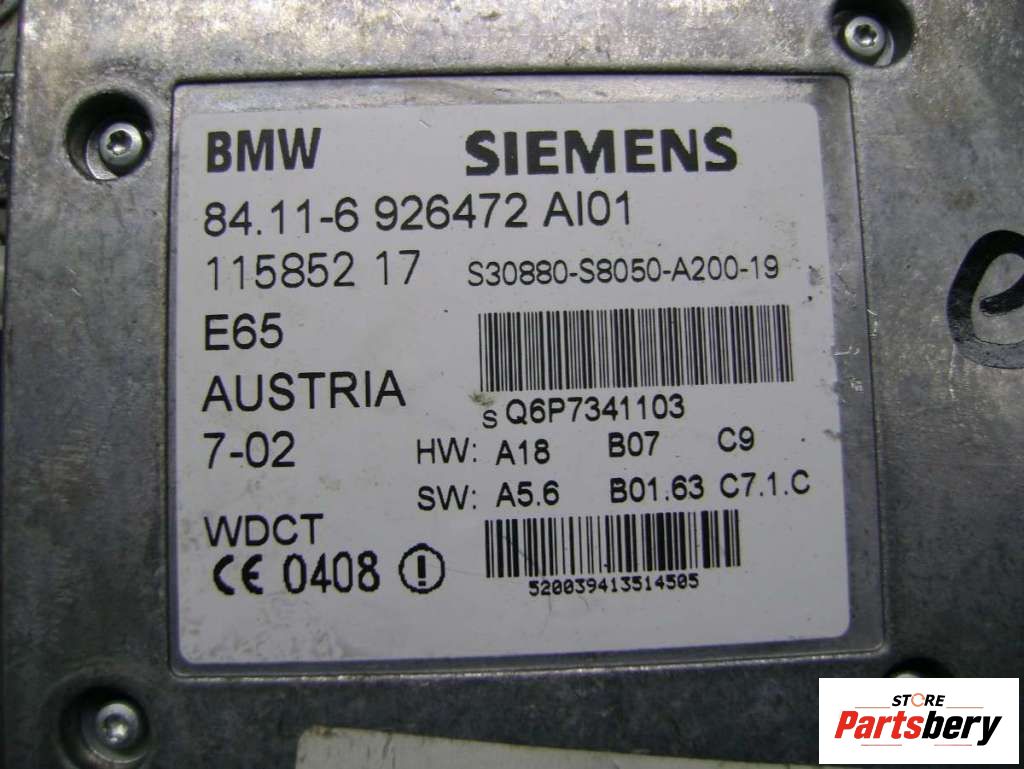 BMW SIEMENS
84.11-6 926472 AI01
115852 17 S30880-S8050-A200-19
E65
AUSTRIA
S Q6P7341103
7-02 HW: A18 B07 C9
SW: A5.6 B01.63 C7.1.C
WDCT
CE 0408 !
520039413514505
STORE
Partsbery